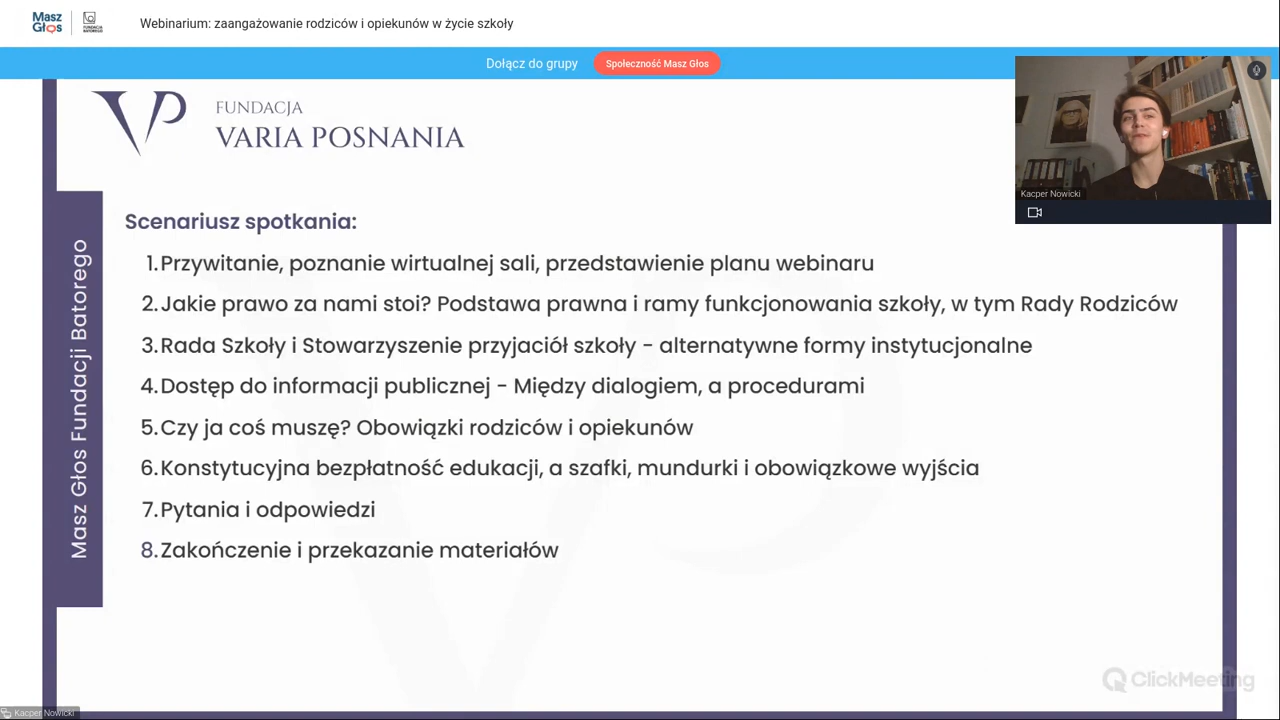 Masz Głos
FUNDACJA BATOREGO
Webinarium: zaangażowanie rodziców i opiekunów w życie szkoły
Dołącz do grupy
Społeczność Masz Głos
FUNDACJA
VARIA POSNANIA
Kacper Nowicki
Masz Głos Fundacji Batorego
Scenariusz spotkania:
1. Przywitanie, poznanie wirtualnej sali, przedstawienie planu webinaru
2. Jakie prawo za nami stoi? Podstawa prawna i ramy funkcjonowania szkoły, w tym Rady Rodziców
3. Rada Szkoły i Stowarzyszenie przyjaciół szkoły - alternatywne formy instytucjonalne
4. Dostęp do informacji publicznej - Między dialogiem, a procedurami
5. Czy ja coś muszę? Obowiązki rodziców i opiekunów
6. Konstytucyjna bezpłatność edukacji, a szafki, mundurki i obowiązkowe wyjścia
7. Pytania i odpowiedzi
8. Zakończenie i przekazanie materiałów
ClickMeeting
Kacper Nowicki